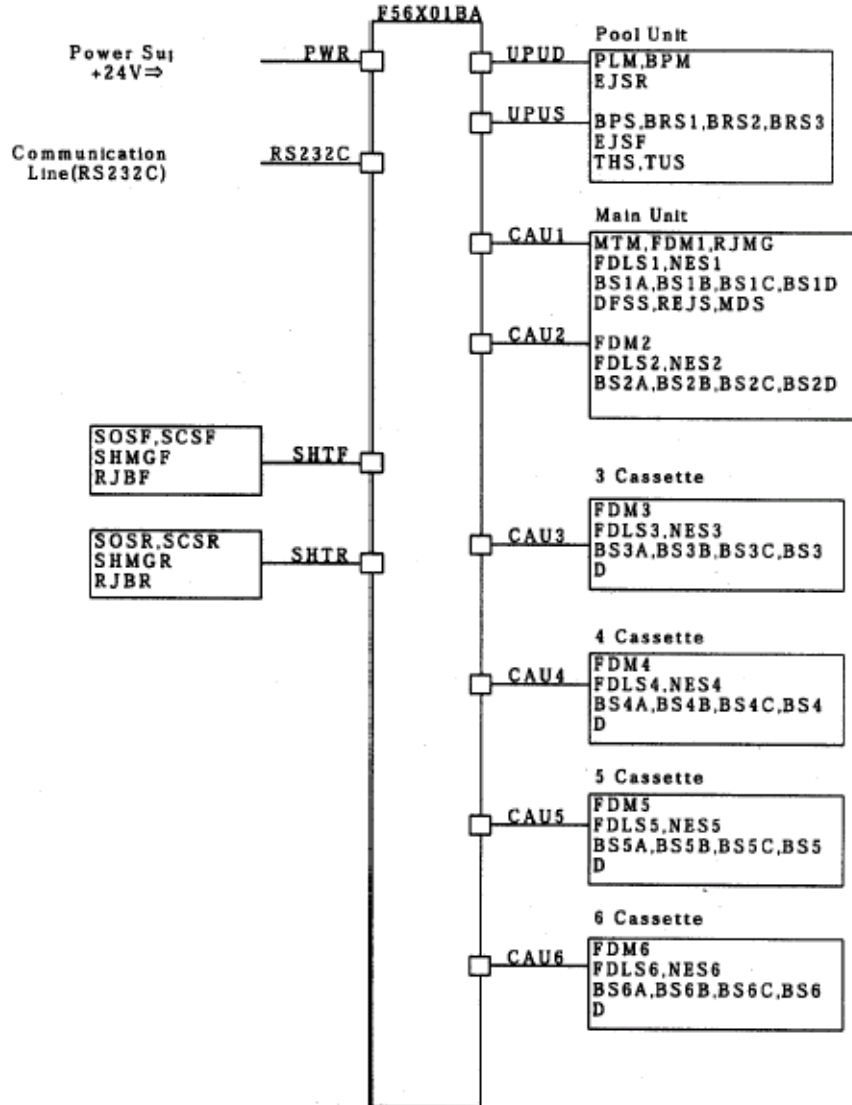 F56X01BA
Power Su
+24V⇒
PWR
Communication
Line(RS232C)
RS232C
SOSF,SCSF
SHMGF
RJBF
SHTF
SOSR,SCSR
SHMGR
RJBR
SHTR
Pool Unit
UPUD
PLM,BPM
EJSR
UPUS
BPS,BRS1,BRS2,BRS3
EJSF
THS,TUS
Main Unit
CAU1
MTM,FDM1,RJMG
FDLS1,NES1
BS1A,BS1B,BS1C,BS1D
DFSS,REJS,MDS
CAU2
FDM2
FDLS2,NES2
BS2A,BS2B,BS2C,BS2D
3 Cassette
CAU3
FDM3
FDLS3,NES3
BS3A,BS3B,BS3C,BS3
D
4 Cassette
CAU4
FDM4
FDLS4,NES4
BS4A,BS4B,BS4C,BS4
D
5 Cassette
CAU5
FDM5
FDLS5,NES5
BS5A,BS5B,BS5C,BS5
D
6 Cassette
CAU6
FDM6
FDLS6,NES6
BS6A,BS6B,BS6C,BS6
D